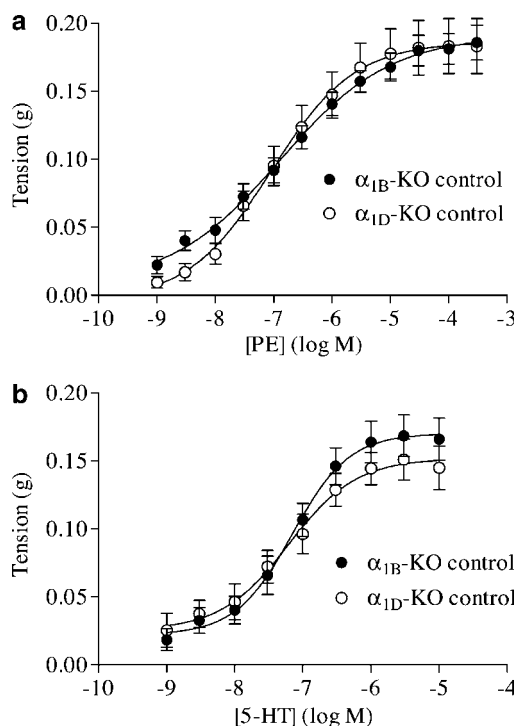 a
0.20
0.15
0.10
0.05
0.00
Tension (g)
α1B-KO control
α1D-KO control
-10 -9 -8 -7 -6 -5 -4 -3
[PE] (log M)
b
0.20
0.15
0.10
0.05
0.00
Tension (g)
α1B-KO control
α1D-KO control
-10 -9 -8 -7 -6 -5 -4
[5-HT] (log M)